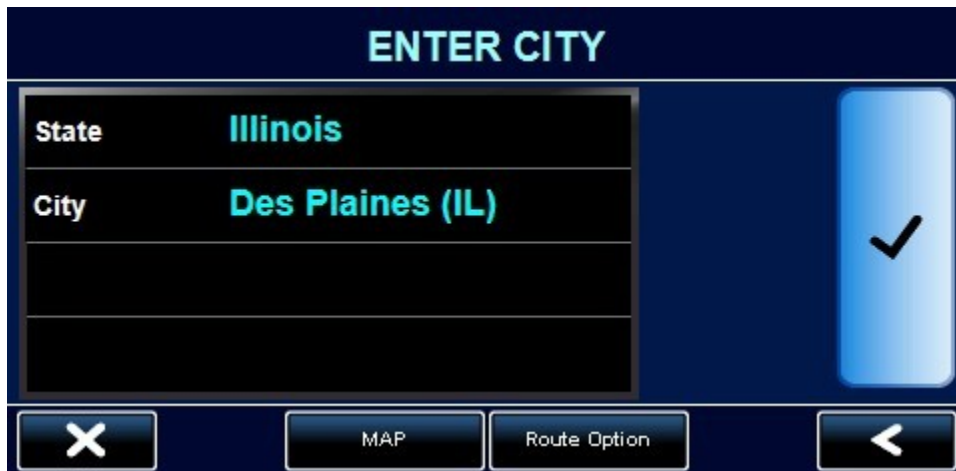 ENTER CITY
State Illinois
City Des Plaines (IL)
MAP Route Option